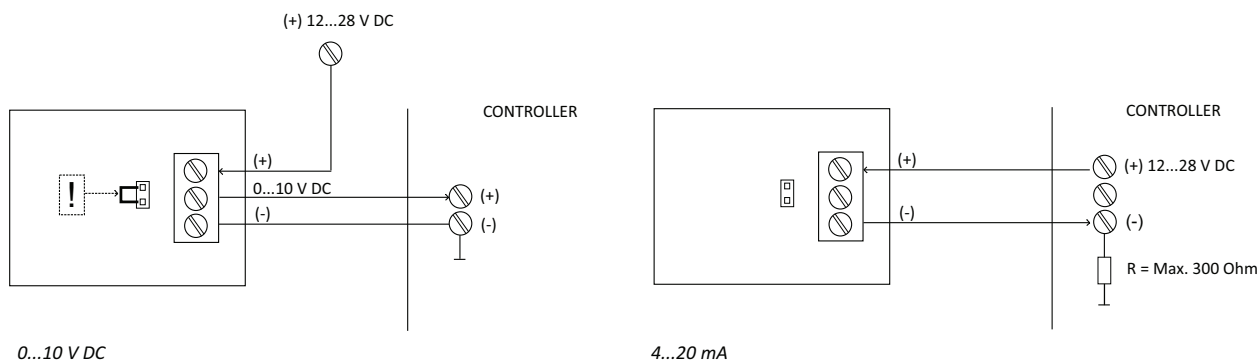 (+) 12...28 V DC
CONTROLLER
(+)
!
0...10 V DC
(+)
(-)
(-)
0...10 V DC
CONTROLLER
(+)
(+) 12...28 V DC
(-)
(-)
R = Max. 300 Ohm
4...20 mA